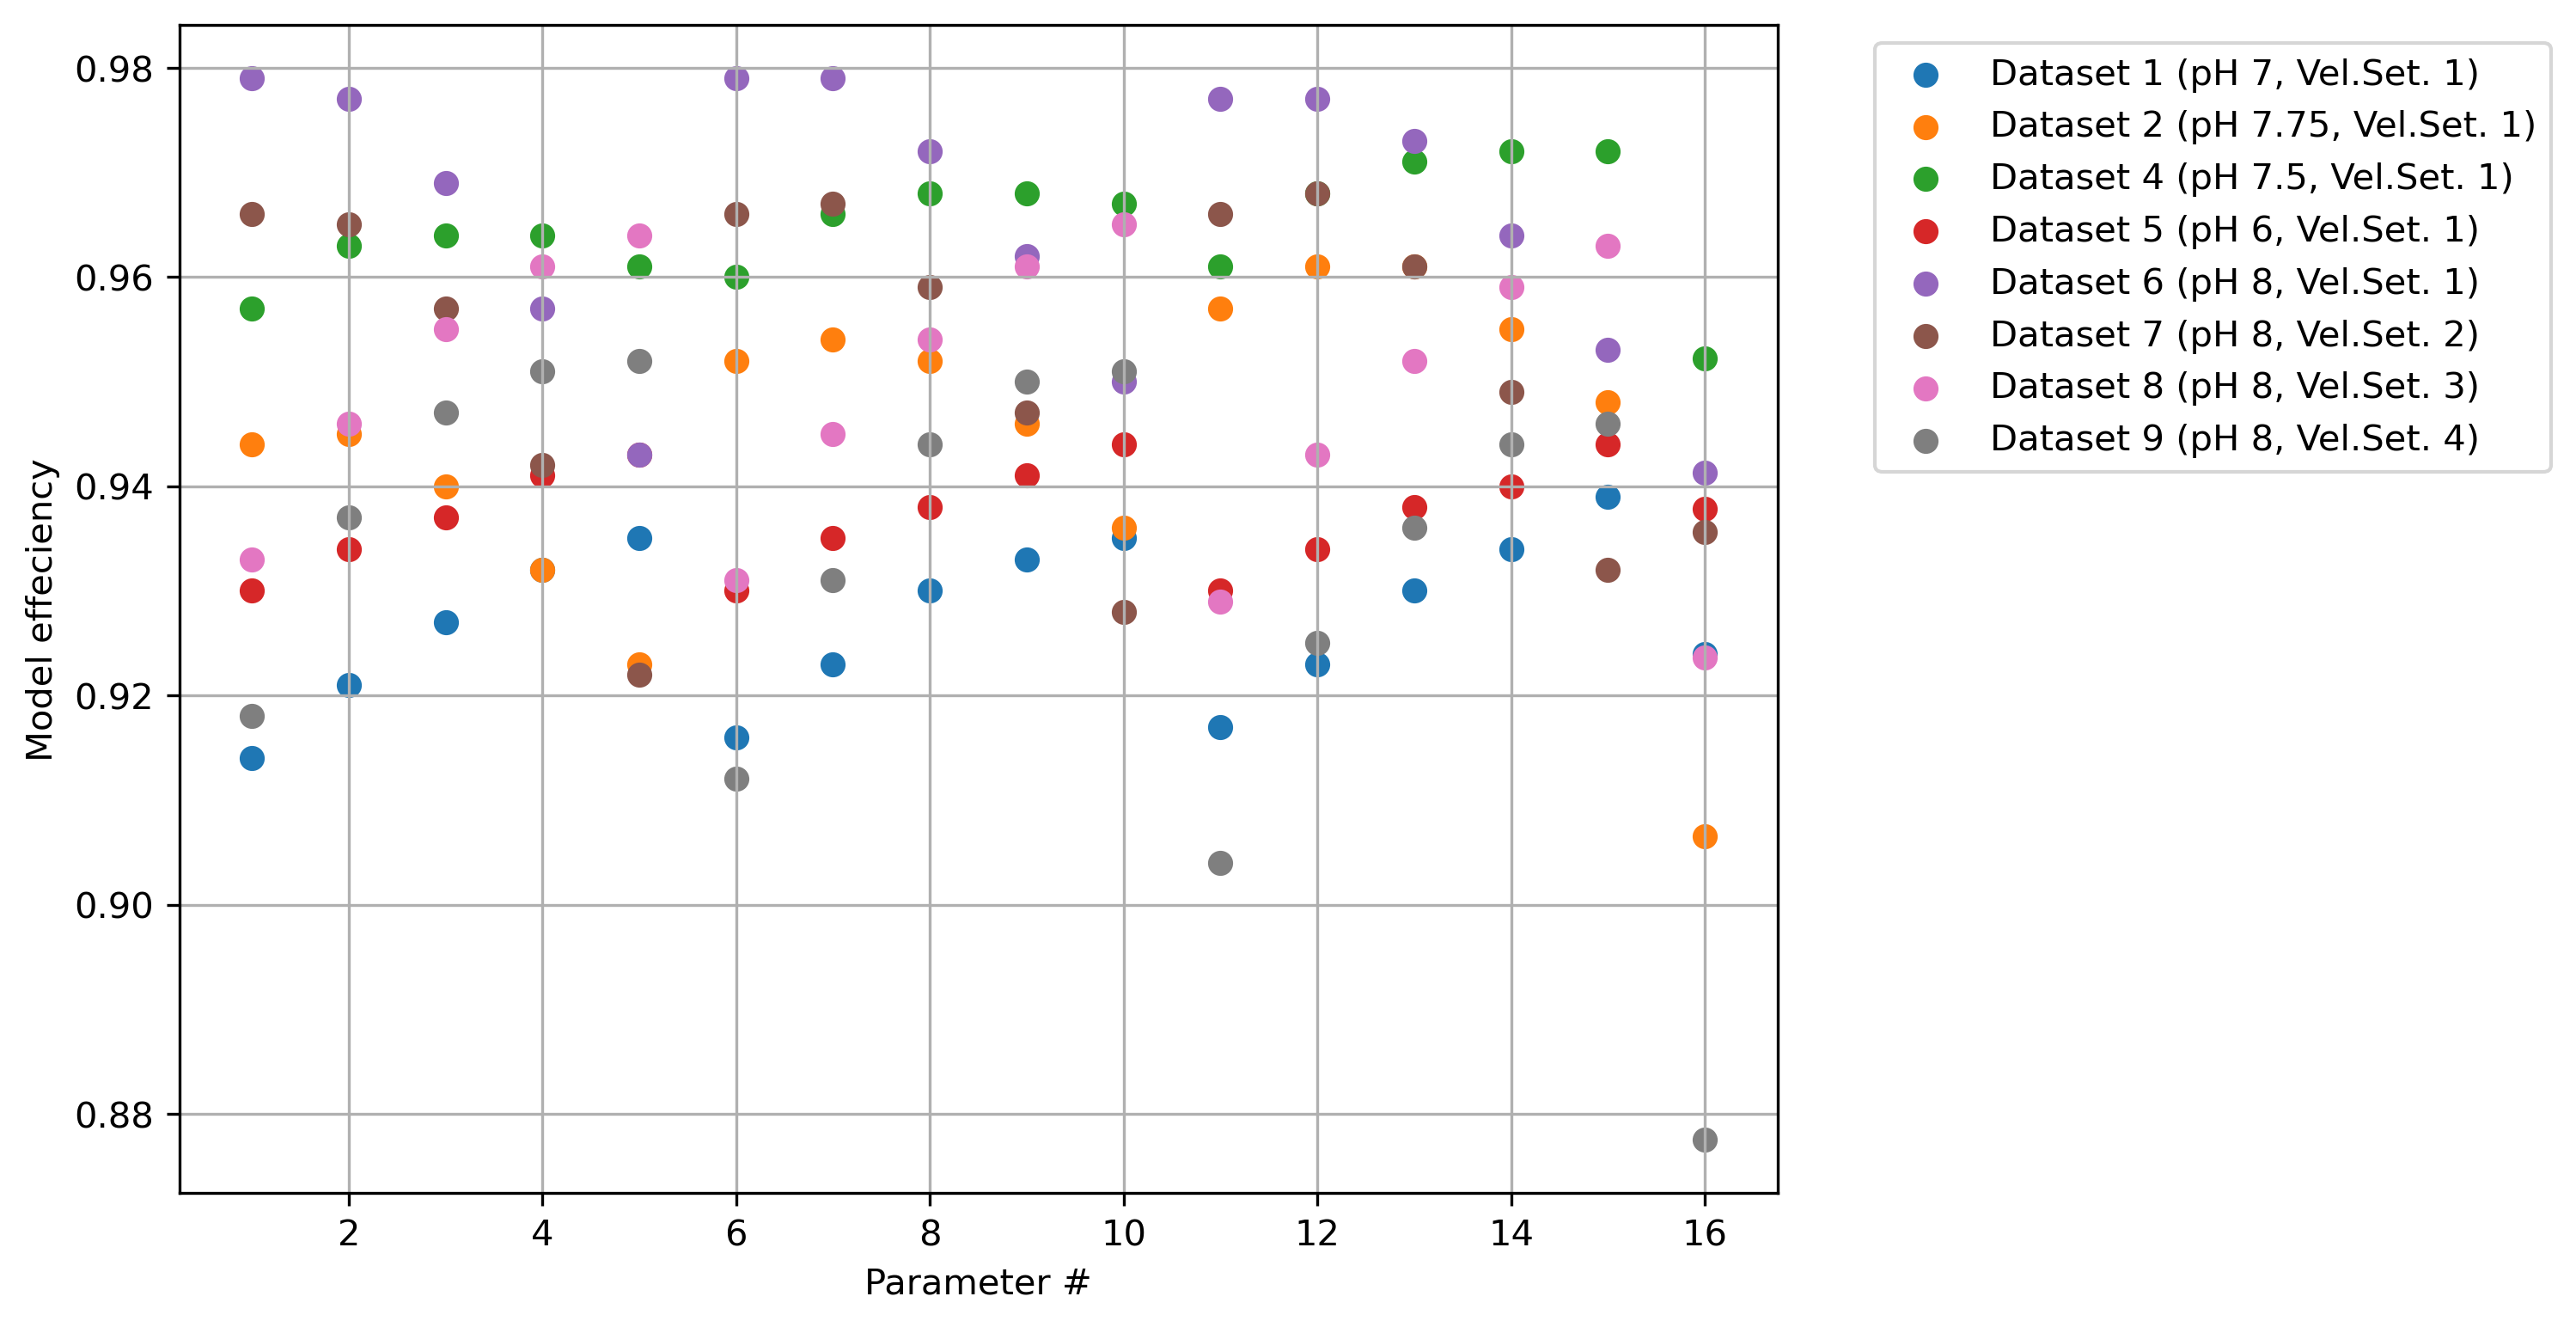 0.98
0.96
0.94
0.92
0.90
0.88
Model effeciency
2 4 6 8 10 12 14 16
Parameter #
Dataset 1 (pH 7, Vel.Set. 1)
Dataset 2 (pH 7.75, Vel.Set. 1)
Dataset 4 (pH 7.5, Vel.Set. 1)
Dataset 5 (pH 6, Vel.Set. 1)
Dataset 6 (pH 8, Vel.Set. 1)
Dataset 7 (pH 8, Vel.Set. 2)
Dataset 8 (pH 8, Vel.Set. 3)
Dataset 9 (pH 8, Vel.Set. 4)